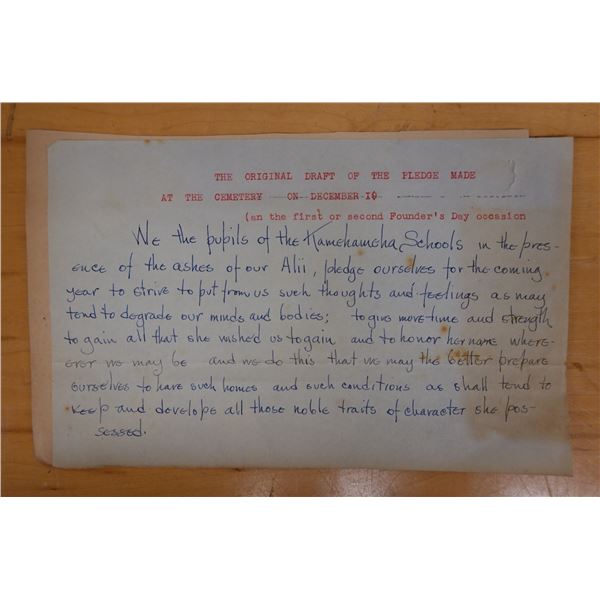 THE ORIGINAL DRAFT OF THE PLEDGE MADE
AT THE CEMETERY ON DECEMBER 19
(an the first or second Founder's Day occasion
We the pupils of the Kamehameha Schools in the pres-
ence of the ashes of our Alii, pledge ourselves for the coming
year to strive to put from us such thoughts and feelings as may
tend to degrade our minds and bodies; to give more time and strength
to gain all that she wished us to gain and to honor her name where-
ever we may be and we do this that we may the better prepare
ourselves to have such homes and such conditions as shall tend to
keep and develope all those noble traits of character she pos-
sessed.